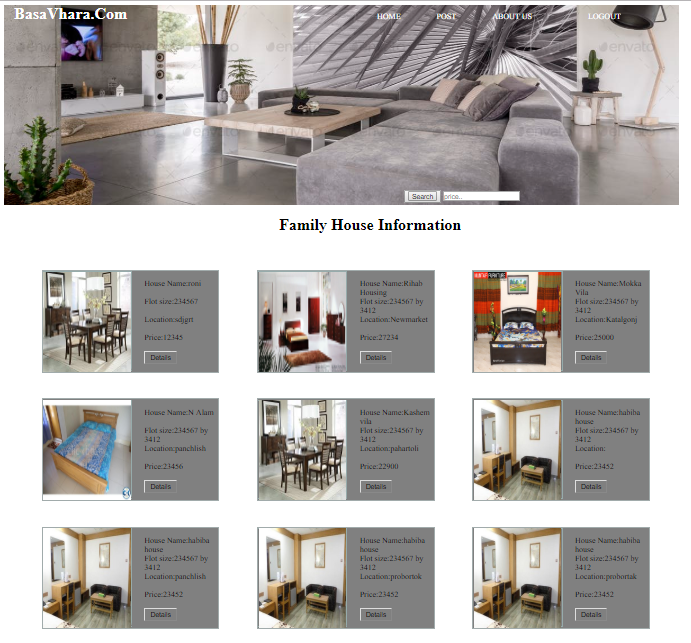 BasaVhara.Com
HOME POST ABOUT US LOGOUT
envato
Search price..
Family House Information
House Name:roni
Flot size:234567
Location:sdjgrt
Price:12345
Details
House Name:Rihab
Housing
Flot size:234567 by
3412
Location:Newmarket
Price:27234
Details
House Name:Mokka
Vila
Flot size:234567 by
3412
Location:Katalgonj
Price:25000
Details
House Name:N Alam
Flot size:234567 by
3412
Location:panchlish
Price:23456
Details
House Name:Kashem
vila
Flot size:234567 by
3412
Location:pahartoli
Price:22900
Details
House Name:habiba
house
Flot size:234567 by
3412
Location:
Price:23452
Details
House Name:habiba
house
Flot size:234567 by
3412
Location:panchlish
Price:23452
Details
House Name:habiba
house
Flot size:234567 by
3412
Location:probortok
Price:23452
Details
House Name:habiba
house
Flot size:234567 by
3412
Location:probortak
Price:23452
Details